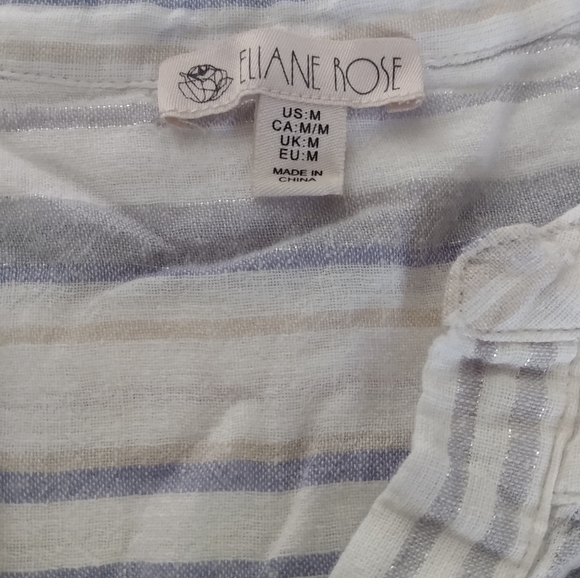 ELIANE ROSE
US:M
CA:M/M
UK:M
EU:M
MADE IN
CHINA